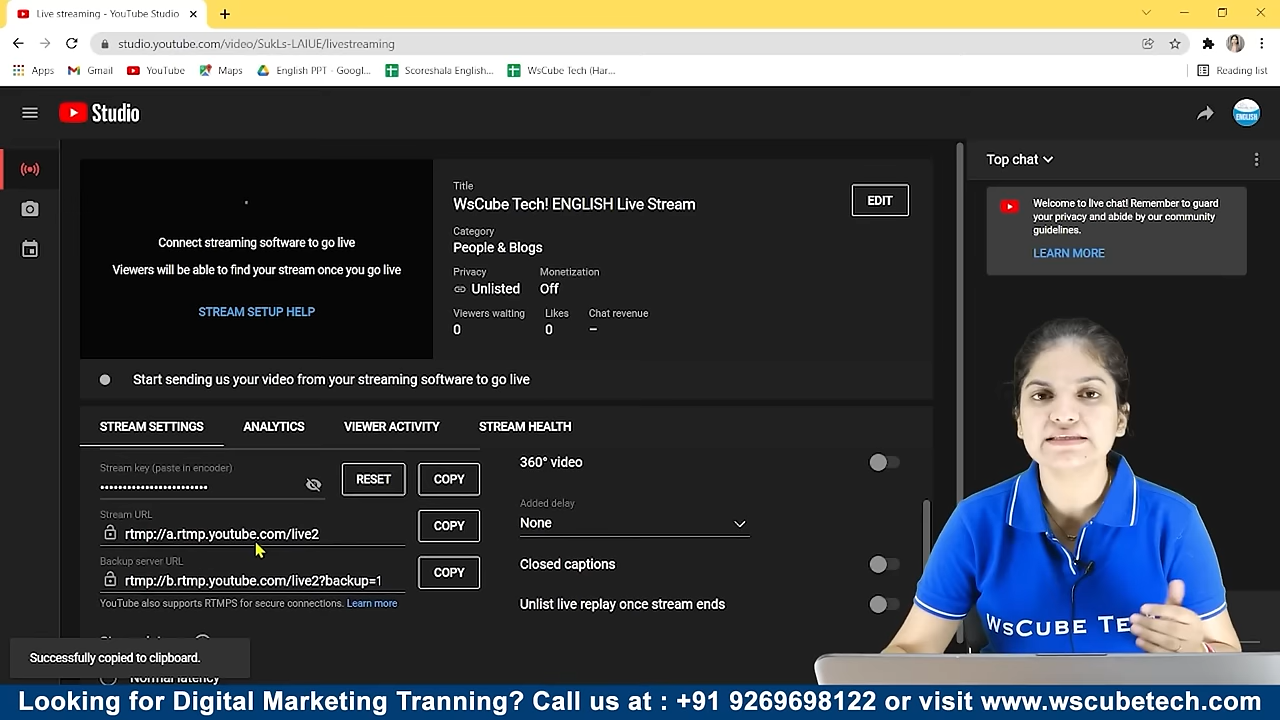 Live streaming - YouTube Studio
studio.youtube.com/video/SukLs-LAIUE/livestreaming
Apps Gmail YouTube Maps English PPT - Googl... Scoreshala English... WsCube Tech (Har... Reading list
Studio
ENGLISH
Connect streaming software to go live
Viewers will be able to find your stream once you go live
STREAM SETUP HELP
Title
WsCube Tech! ENGLISH Live Stream
EDIT
Category
People & Blogs
Privacy Monetization
Unlisted Off
Viewers waiting Likes Chat revenue
0 0 –
Top chat
Welcome to live chat! Remember to guard
your privacy and abide by our community
guidelines.
LEARN MORE
Start sending us your video from your streaming software to go live
STREAM SETTINGS ANALYTICS VIEWER ACTIVITY STREAM HEALTH
Stream key (paste in encoder)
RESET COPY
Stream URL
rtmp://a.rtmp.youtube.com/live2
COPY
Backup server URL
rtmp://b.rtmp.youtube.com/live2?backup=1
COPY
YouTube also supports RTMPS for secure connections. Learn more
360° video
Added delay
None
Closed captions
Unlist live replay once stream ends
Successfully copied to clipboard.
Normal latency
WsCUBE TE
Looking for Digital Marketing Tranning? Call us at : +91 9269698122 or visit www.wscubetech.com